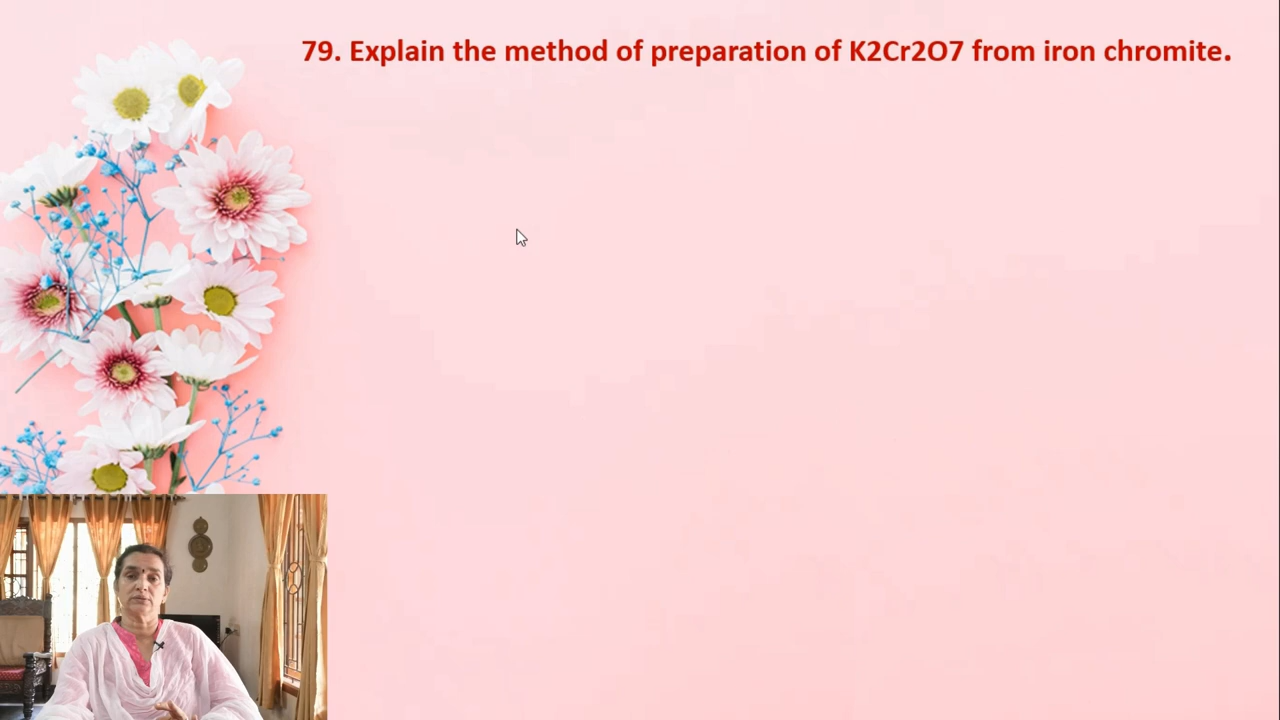 79. Explain the method of preparation of K2Cr2O7 from iron chromite.